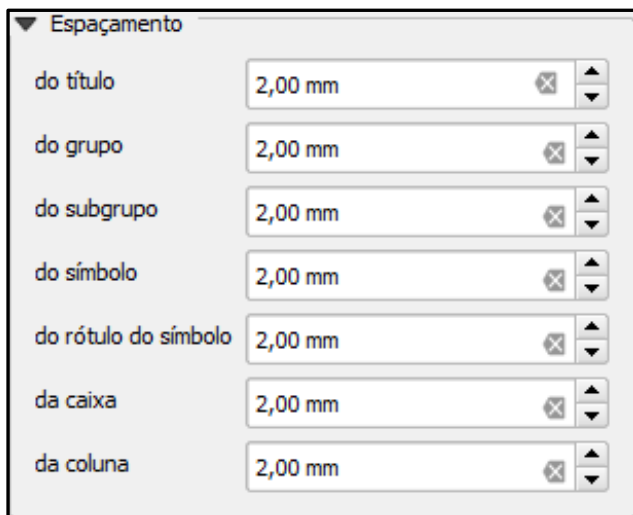 Espaçamento
do título 2,00 mm
do grupo 2,00 mm
do subgrupo 2,00 mm
do símbolo 2,00 mm
do rótulo do símbolo 2,00 mm
da caixa 2,00 mm
da coluna 2,00 mm